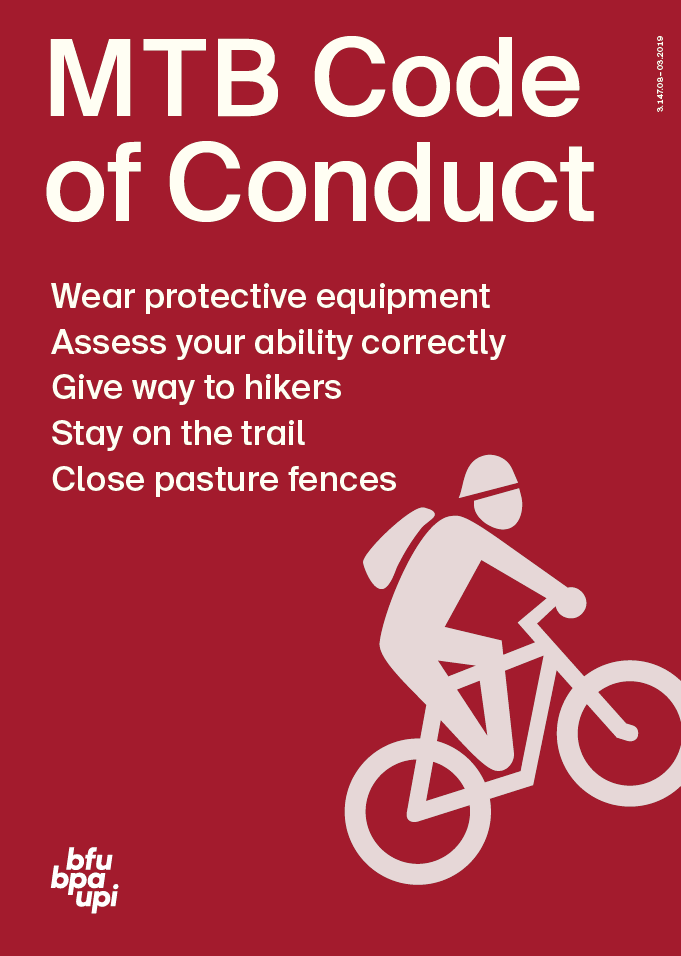 MTB Code
of Conduct
3.147.08 – 03.2019
Wear protective equipment
Assess your ability correctly
Give way to hikers
Stay on the trail
Close pasture fences
bfu
bpa
upi